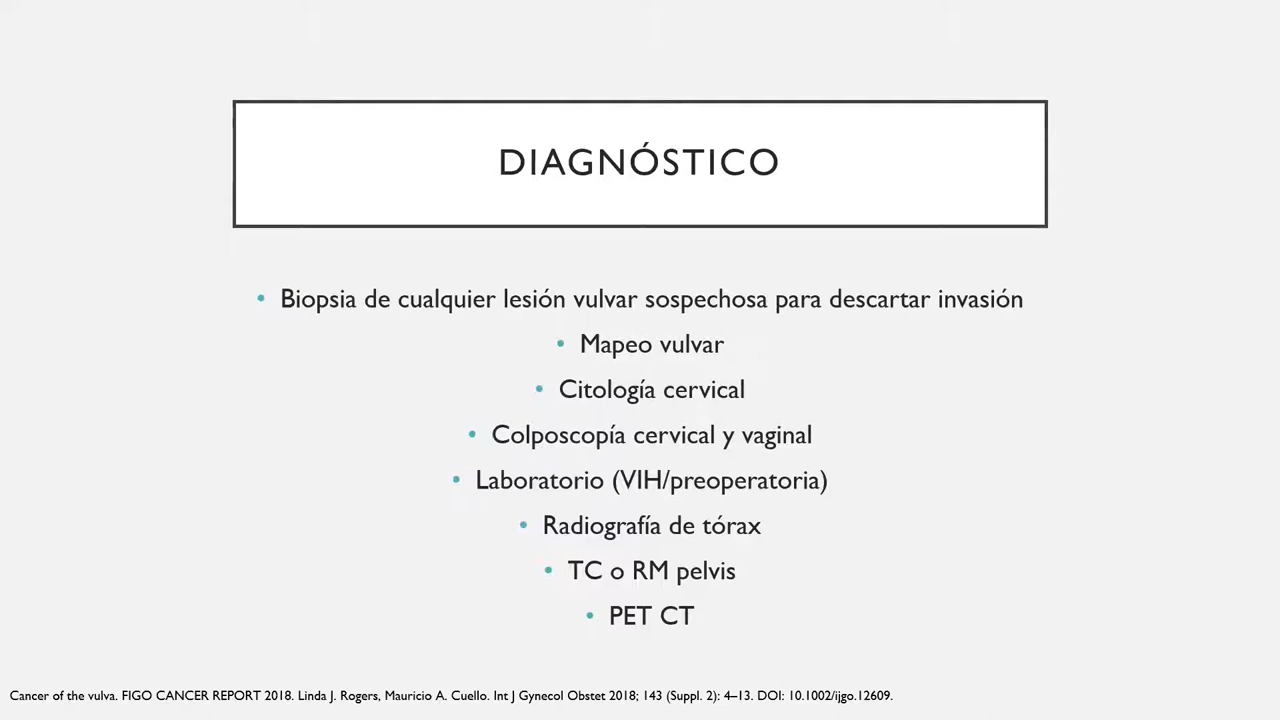 DIAGNÓSTICO
• Biopsia de cualquier lesión vulvar sospechosa para descartar invasión
• Mapeo vulvar
• Citología cervical
• Colposcopía cervical y vaginal
• Laboratorio (VIH/preoperatoria)
• Radiografía de tórax
• TC o RM pelvis
• PET CT
Cancer of the vulva. FIGO CANCER REPORT 2018. Linda J. Rogers, Mauricio A. Cuello. Int J Gynecol Obstet 2018; 143 (Suppl. 2): 4–13. DOI: 10.1002/ijgo.12609.